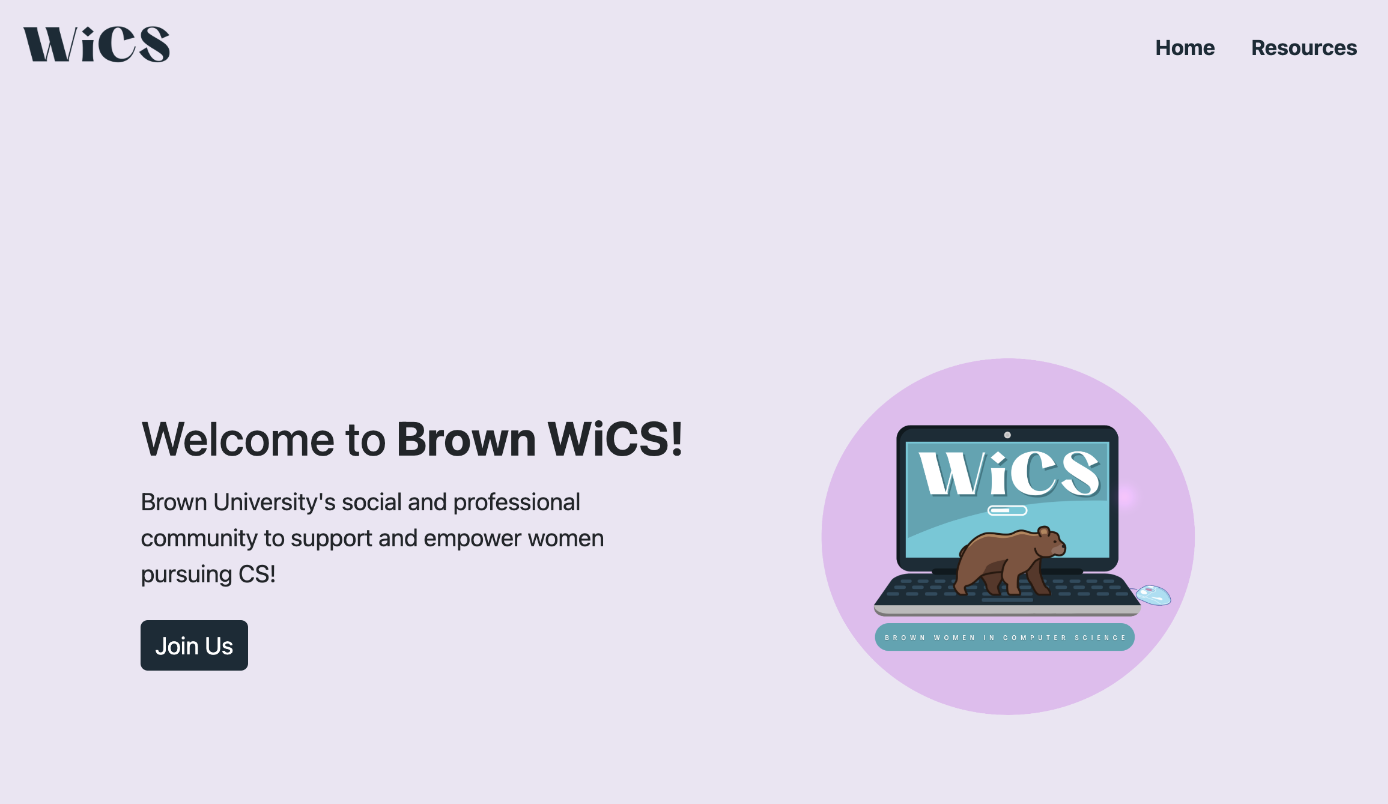 WiCS
Home
Resources
Welcome to Brown WiCS!
Brown University's social and professional
community to support and empower women
pursuing CS!
Join Us
WiCS
BROWN WOMEN IN COMPUTER SCIENCE